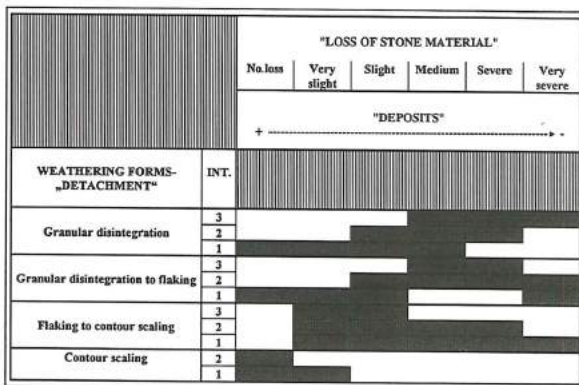 "LOSS OF STONE MATERIAL"
No.loss Very slight Slight Medium Severe Very severe
"DEPOSITS"
+ -
WEATHERING FORMS- INT.
„DETACHMENT“
3
Granular disintegration 2
1
3
Granular disintegration to flaking 2
1
3
Flaking to contour scaling 2
1
Contour scaling 2
1